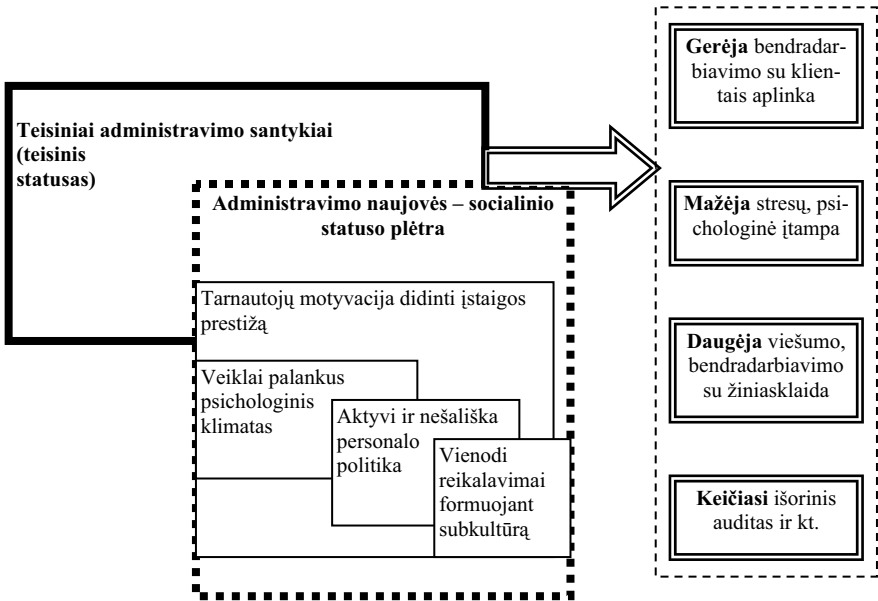 Teisiniai administravimo santykiai
(teisinis
statusas)
Administravimo naujovės – socialinio
statuso plėtra
Tarnautojų motyvacija didinti įstaigos
prestižą
Veiklai palankus
psichologinis
klimatas
Aktyvi ir nešališka
personalo
politika
Vienodi
reikalavimai
formuojant
subkultūrą
Gerėja bendradar-
biavimo su klien-
tais aplinka
Mažėja stresų, psi-
chologinė įtampa
Daugėja viešumo,
bendradarbiavimo
su žiniasklaida
Keičiasi išorinis
auditas ir kt.